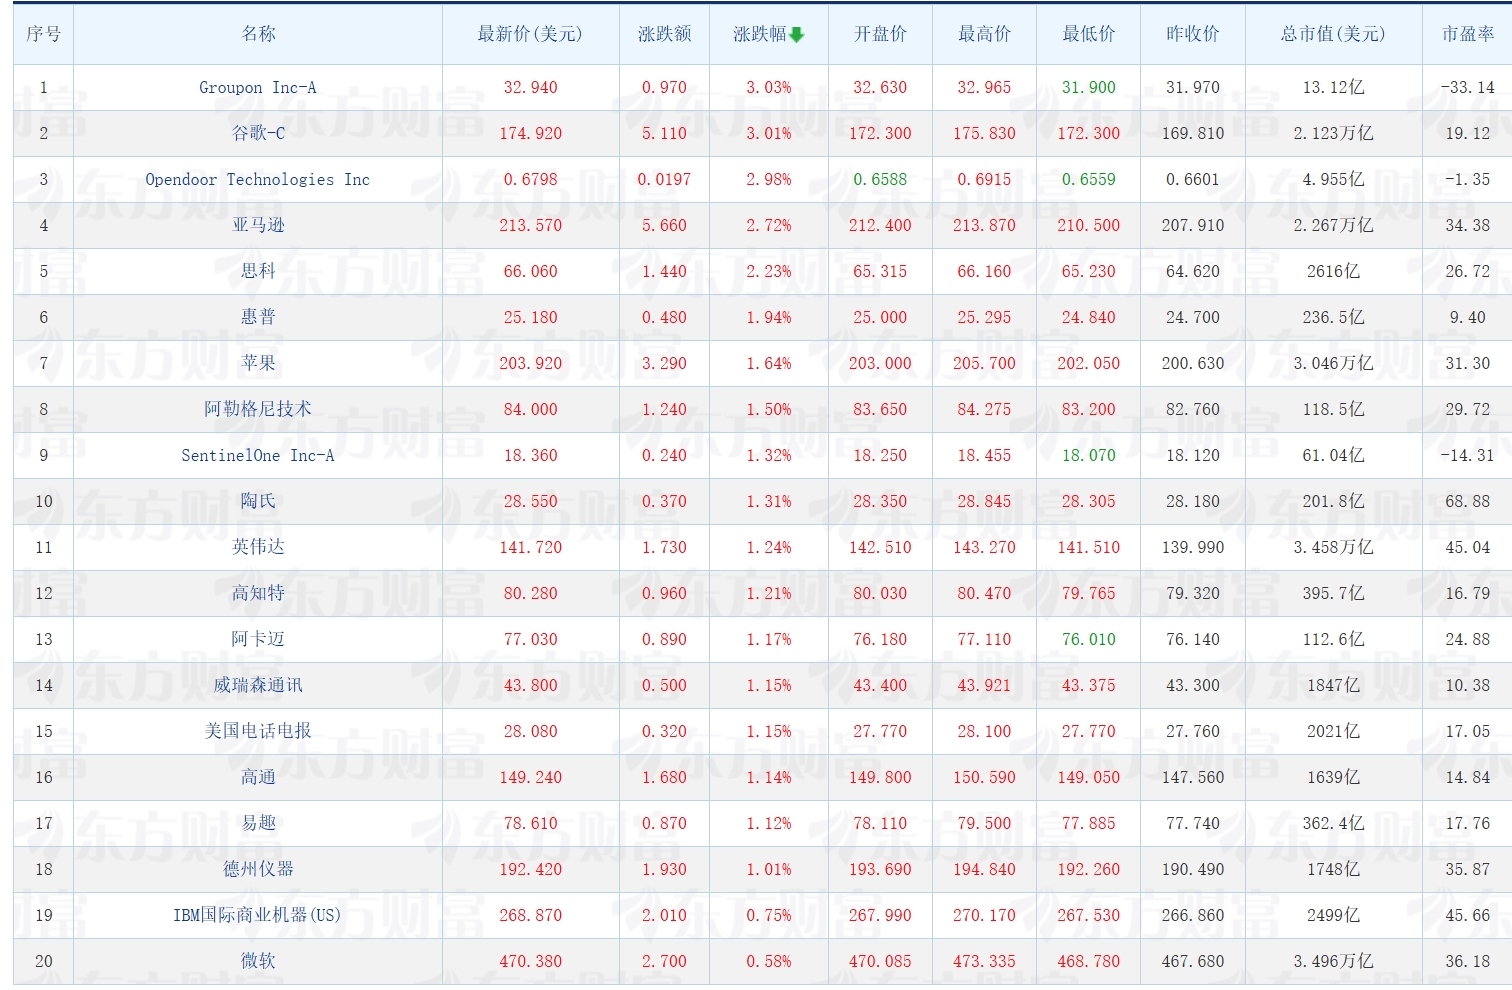 序号 名称 最新价(美元) 涨跌额 涨跌幅 开盘价 最高价 最低价 昨收价 总市值(美元) 市盈率
1 Groupon Inc-A 32.940 0.970 3.03% 32.630 32.965 31.900 31.970 13.12亿 -33.14
2 谷歌-C 174.920 5.110 3.01% 172.300 175.830 172.300 169.810 2.123万亿 19.12
3 Opendoor Technologies Inc 0.6798 0.0197 2.98% 0.6588 0.6915 0.6559 0.6601 4.955亿 -1.35
4 亚马逊 213.570 5.660 2.72% 212.400 213.870 210.500 207.910 2.267万亿 34.38
5 思科 66.060 1.440 2.23% 65.315 66.160 65.230 64.620 2616亿 26.72
6 惠普 25.180 0.480 1.94% 25.000 25.295 24.840 24.700 236.5亿 9.40
7 苹果 203.920 3.290 1.64% 203.000 205.700 202.050 200.630 3.046万亿 31.30
8 阿勒格尼技术 84.000 1.240 1.50% 83.650 84.275 83.200 82.760 118.5亿 29.72
9 SentinelOne Inc-A 18.360 0.240 1.32% 18.250 18.455 18.070 18.120 61.04亿 -14.31
10 陶氏 28.550 0.370 1.31% 28.350 28.845 28.305 28.180 201.8亿 68.88
11 英伟达 141.720 1.730 1.24% 142.510 143.270 141.510 139.990 3.458万亿 45.04
12 高知特 80.280 0.960 1.21% 80.030 80.470 79.765 79.320 395.7亿 16.79
13 阿卡迈 77.030 0.890 1.17% 76.180 77.110 76.010 76.140 112.6亿 24.88
14 威瑞森通讯 43.800 0.500 1.15% 43.400 43.921 43.375 43.300 1847亿 10.38
15 美国电话电报 28.080 0.320 1.15% 27.770 28.100 27.770 27.760 2021亿 17.05
16 高通 149.240 1.680 1.14% 149.800 150.590 149.050 147.560 1639亿 14.84
17 易趣 78.610 0.870 1.12% 78.110 79.500 77.885 77.740 362.4亿 17.76
18 德州仪器 192.420 1.930 1.01% 193.690 194.840 192.260 190.490 1748亿 35.87
19 IBM国际商业机器(US) 268.870 2.010 0.75% 267.990 270.170 267.530 266.860 2499亿 45.66
20 微软 470.380 2.700 0.58% 470.085 473.335 468.780 467.680 3.496万亿 36.18